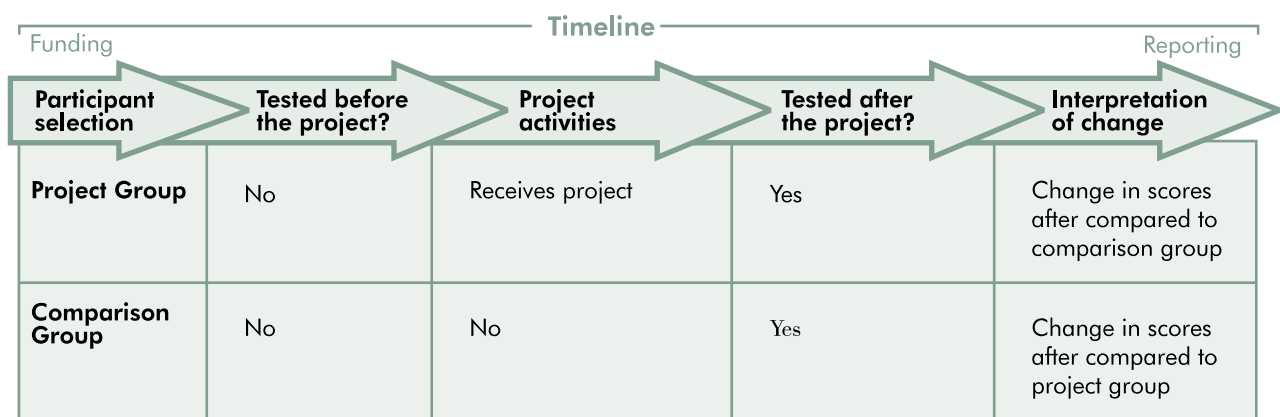 Timeline
Funding
Reporting
Participant
selection
Tested before
the project?
Project
activities
Tested after
the project?
Interpretation
of change
Project Group
No
Receives project
Yes
Change in scores
after compared to
comparison group
Comparison
Group
No
No
Yes
Change in scores
after compared to
project group